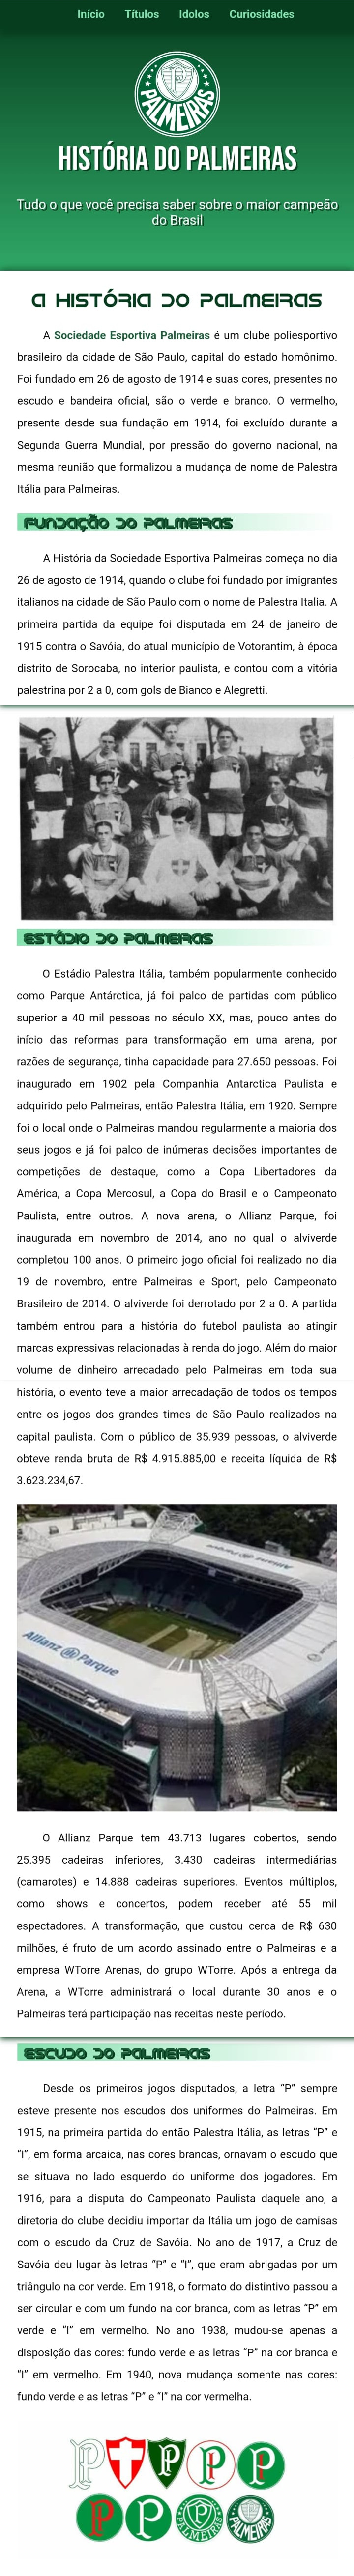 Início Títulos Idolos Curiosidades
PALMEIRAS
HISTÓRIA DO PALMEIRAS
Tudo o que você precisa saber sobre o maior campeão
do Brasil
A HISTÓRIA DO PALMEIRAS
A Sociedade Esportiva Palmeiras é um clube poliesportivo
brasileiro da cidade de São Paulo, capital do estado homônimo.
Foi fundado em 26 de agosto de 1914 e suas cores, presentes no
escudo e bandeira oficial, são o verde e branco. O vermelho,
presente desde sua fundação em 1914, foi excluído durante a
Segunda Guerra Mundial, por pressão do governo nacional, na
mesma reunião que formalizou a mudança de nome de Palestra
Itália para Palmeiras.
FUNDAÇÃO DO PALMEIRAS
A História da Sociedade Esportiva Palmeiras começa no dia
26 de agosto de 1914, quando o clube foi fundado por imigrantes
italianos na cidade de São Paulo com o nome de Palestra Italia. A
primeira partida da equipe foi disputada em 24 de janeiro de
1915 contra o Savóia, do atual município de Votorantim, à época
distrito de Sorocaba, no interior paulista, e contou com a vitória
palestrina por 2 a 0, com gols de Bianco e Alegretti.
ESTÁDIO DO PALMEIRAS
O Estádio Palestra Itália, também popularmente conhecido
como Parque Antárctica, já foi palco de partidas com público
superior a 40 mil pessoas no século XX, mas, pouco antes do
início das reformas para transformação em uma arena, por
razões de segurança, tinha capacidade para 27.650 pessoas. Foi
inaugurado em 1902 pela Companhia Antarctica Paulista e
adquirido pelo Palmeiras, então Palestra Itália, em 1920. Sempre
foi o local onde o Palmeiras mandou regularmente a maioria dos
seus jogos e já foi palco de inúmeras decisões importantes de
competições de destaque, como a Copa Libertadores da
América, a Copa Mercosul, a Copa do Brasil e o Campeonato
Paulista, entre outros. A nova arena, o Allianz Parque, foi
inaugurada em novembro de 2014, ano no qual o alviverde
completou 100 anos. O primeiro jogo oficial foi realizado no dia
19 de novembro, entre Palmeiras e Sport, pelo Campeonato
Brasileiro de 2014. O alviverde foi derrotado por 2 a 0. A partida
também entrou para a história do futebol paulista ao atingir
marcas expressivas relacionadas à renda do jogo. Além do maior
volume de dinheiro arrecadado pelo Palmeiras em toda sua
história, o evento teve a maior arrecadação de todos os tempos
entre os jogos dos grandes times de São Paulo realizados na
capital paulista. Com o público de 35.939 pessoas, o alviverde
obteve renda bruta de R$ 4.915.885,00 e receita líquida de R$
3.623.234,67.
Allianz Parque
Allianz Parque
O Allianz Parque tem 43.713 lugares cobertos, sendo
25.395 cadeiras inferiores, 3.430 cadeiras intermediárias
(camarotes) e 14.888 cadeiras superiores. Eventos múltiplos,
como shows e concertos, podem receber até 55 mil
espectadores. A transformação, que custou cerca de R$ 630
milhões, é fruto de um acordo assinado entre o Palmeiras e a
empresa WTorre Arenas, do grupo WTorre. Após a entrega da
Arena, a WTorre administrará o local durante 30 anos e o
Palmeiras terá participação nas receitas neste período.
ESCUDO DO PALMEIRAS
Desde os primeiros jogos disputados, a letra “P” sempre
esteve presente nos escudos dos uniformes do Palmeiras. Em
1915, na primeira partida do então Palestra Itália, as letras “P” e
“I”, em forma arcaica, nas cores brancas, ornavam o escudo que
se situava no lado esquerdo do uniforme dos jogadores. Em
1916, para a disputa do Campeonato Paulista daquele ano, a
diretoria do clube decidiu importar da Itália um jogo de camisas
com o escudo da Cruz de Savóia. No ano de 1917, a Cruz de
Savóia deu lugar às letras “P” e “I”, que eram abrigadas por um
triângulo na cor verde. Em 1918, o formato do distintivo passou a
ser circular e com um fundo na cor branca, com as letras “P” em
verde e “I” em vermelho. No ano 1938, mudou-se apenas a
disposição das cores: fundo verde e as letras “P” na cor branca e
“I” em vermelho. Em 1940, nova mudança somente nas cores:
fundo verde e as letras “P” e “I” na cor vermelha.
PALMEIRAS
PALMEIRAS